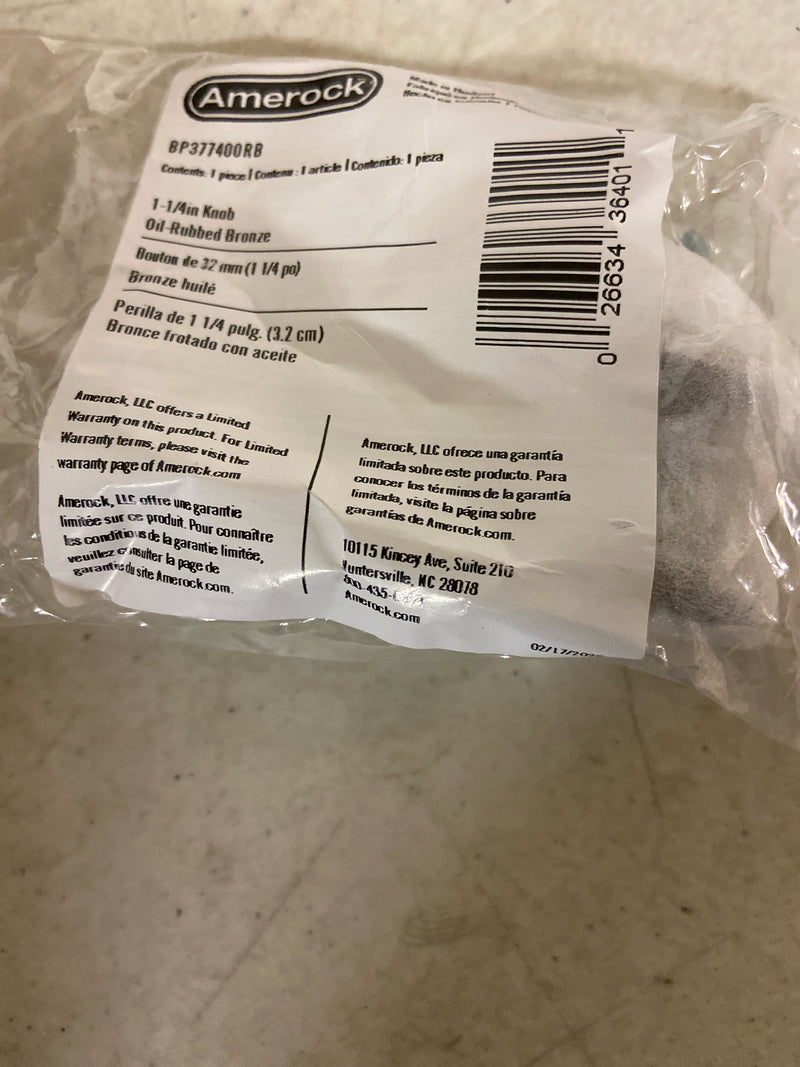 Amerock
Made in
BP377400RB
Contents: 1 piece | Contenu : 1 article | Contenido: 1 pieza
1-1/4in Knob
Oil-Rubbed Bronze
Bouton de 32 mm (1 1/4 po)
Bronze huilé
Perilla de 1 1/4 pulg. (3.2 cm)
Bronce frotado con aceite
0 26634 36401 1
Amerock, LLC offers a Limited
Warranty on this product. For Limited
Warranty terms, please visit the
warranty page of Amerock.com
Amerock, LLC offre une garantie
limitée sur ce produit. Pour connaître
les conditions de la garantie limitée,
veuillez consulter la page de
garantie du site Amerock.com.
Amerock, LLC ofrece una garantía
limitada sobre este producto. Para
conocer los términos de la garantía
limitada, visite la página sobre
garantías de Amerock.com.
10115 Kincey Ave, Suite 210
Huntersville, NC 28078
800-435-
Amerock.com
02/17/